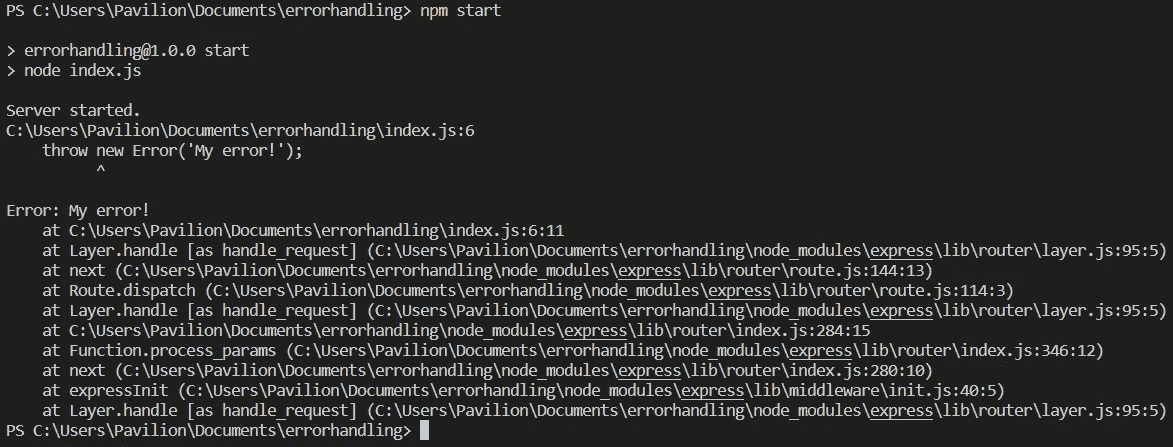 PS C:\Users\Pavilion\Documents\errorhandling> npm start
> errorhandling@1.0.0 start
> node index.js
Server started.
C:\Users\Pavilion\Documents\errorhandling\index.js:6
    throw new Error('My error!');
          ^
Error: My error!
    at C:\Users\Pavilion\Documents\errorhandling\index.js:6:11
    at Layer.handle [as handle_request] (C:\Users\Pavilion\Documents\errorhandling\node_modules\express\lib\router\layer.js:95:5)
    at next (C:\Users\Pavilion\Documents\errorhandling\node_modules\express\lib\router\route.js:144:13)
    at Route.dispatch (C:\Users\Pavilion\Documents\errorhandling\node_modules\express\lib\router\route.js:114:3)
    at Layer.handle [as handle_request] (C:\Users\Pavilion\Documents\errorhandling\node_modules\express\lib\router\layer.js:95:5)
    at C:\Users\Pavilion\Documents\errorhandling\node_modules\express\lib\router\index.js:284:15
    at Function.process_params (C:\Users\Pavilion\Documents\errorhandling\node_modules\express\lib\router\index.js:346:12)
    at next (C:\Users\Pavilion\Documents\errorhandling\node_modules\express\lib\router\index.js:280:10)
    at expressInit (C:\Users\Pavilion\Documents\errorhandling\node_modules\express\lib\middleware\init.js:40:5)
    at Layer.handle [as handle_request] (C:\Users\Pavilion\Documents\errorhandling\node_modules\express\lib\router\layer.js:95:5)
PS C:\Users\Pavilion\Documents\errorhandling>